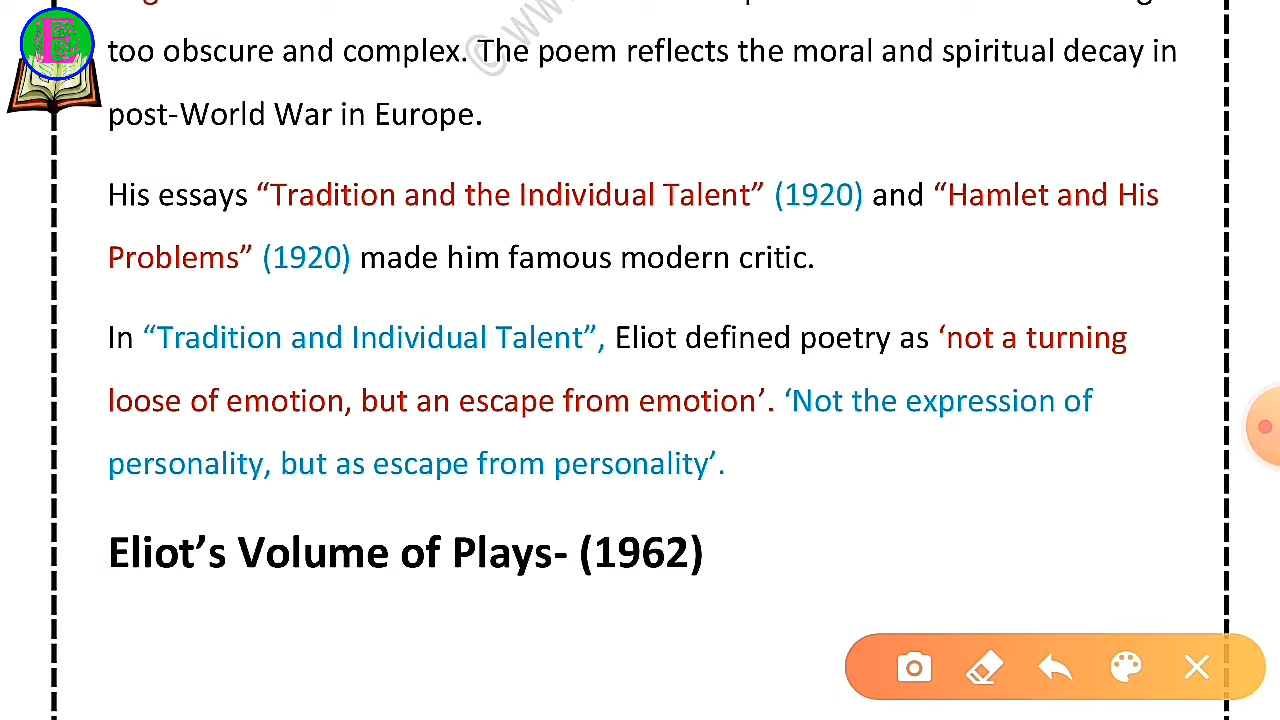 E
too obscure and complex. The poem reflects the moral and spiritual decay in
post-World War in Europe.
His essays “Tradition and the Individual Talent” (1920) and “Hamlet and His
Problems” (1920) made him famous modern critic.
In “Tradition and Individual Talent”, Eliot defined poetry as ‘not a turning
loose of emotion, but an escape from emotion’. ‘Not the expression of
personality, but as escape from personality’.
Eliot’s Volume of Plays- (1962)